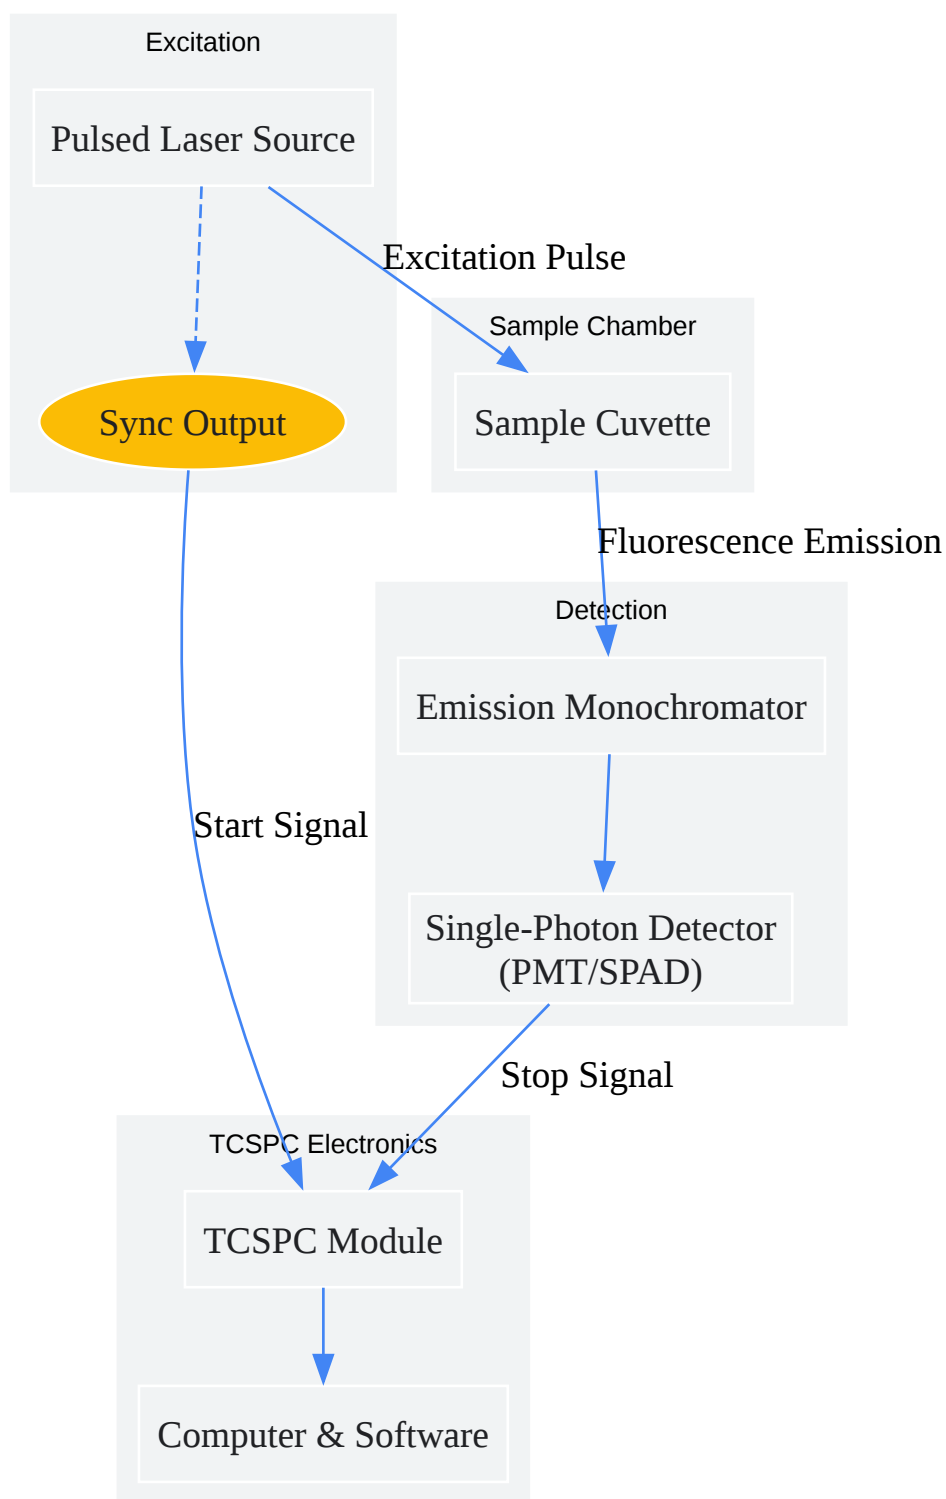 Excitation
Pulsed Laser Source
Excitation Pulse
Sample Chamber
Sync Output
Sample Cuvette
Fluorescence Emission
Detection
Emission Monochromator
Start Signal
Single-Photon Detector
(PMT/SPAD)
Stop Signal
TCSPC Electronics
TCSPC Module
Computer & Software